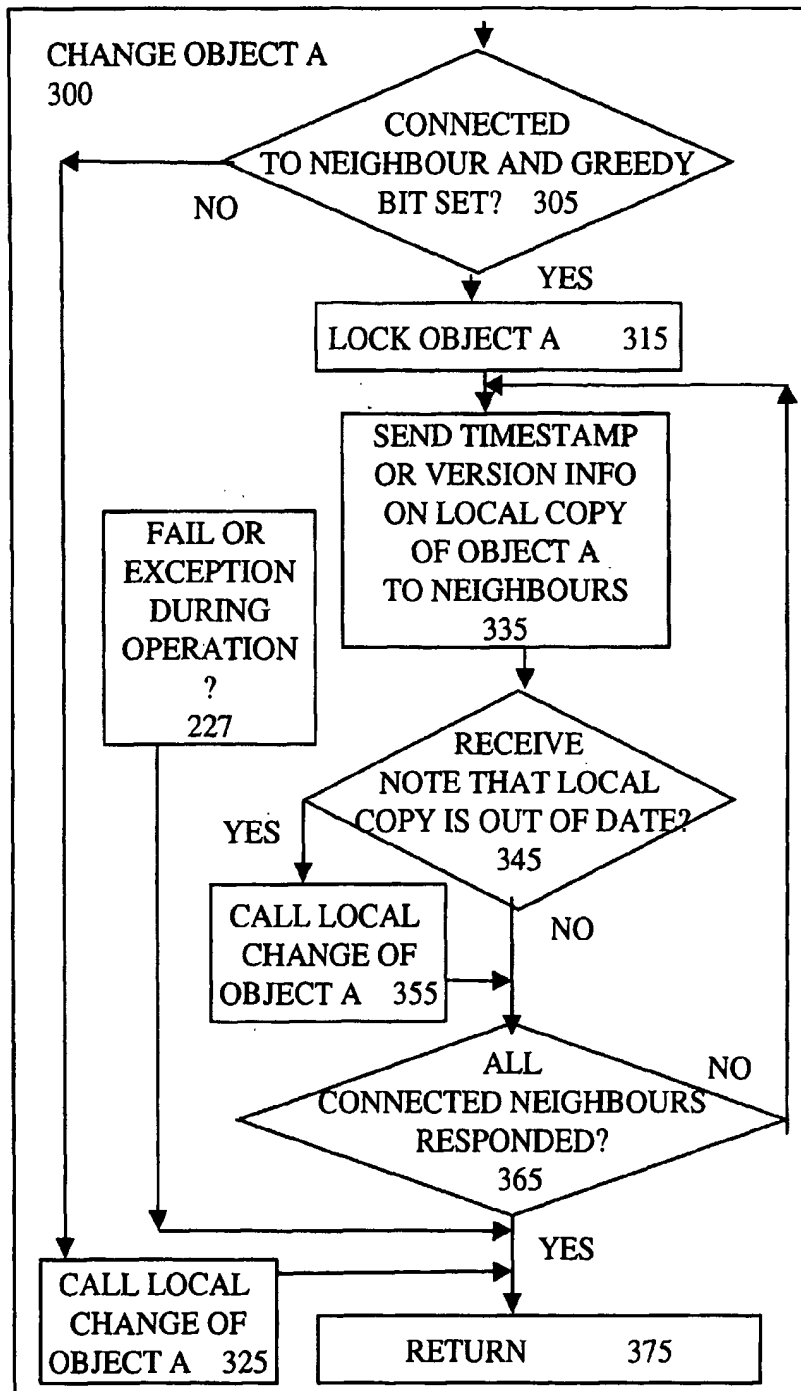 CHANGE OBJECT A
300
CONNECTED
TO NEIGHBOUR AND GREEDY
BIT SET? 305
NO
YES
LOCK OBJECT A 315
SEND TIMESTAMP
OR VERSION INFO
ON LOCAL COPY
OF OBJECT A
TO NEIGHBOURS
335
FAIL OR
EXCEPTION
DURING
OPERATION
?
227
RECEIVE
NOTE THAT LOCAL
COPY IS OUT OF DATE?
345
YES
NO
CALL LOCAL
CHANGE OF
OBJECT A 355
ALL
CONNECTED NEIGHBOURS
RESPONDED?
365
NO
YES
CALL LOCAL
CHANGE OF
OBJECT A 325
RETURN 375